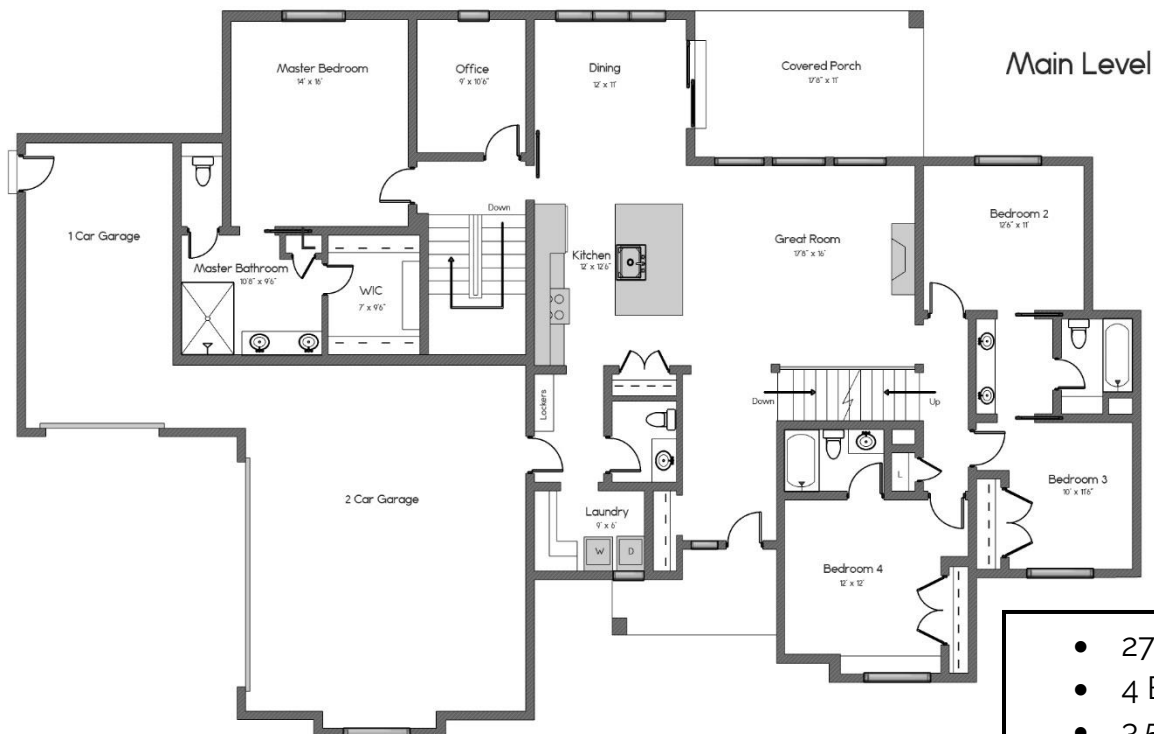 Main Level
Master Bedroom
14' x 16'
Office
9' x 10'6"
Dining
12' x 11'
Covered Porch
17'8" x 11'
1 Car Garage
Down
Bedroom 2
12'6" x 11'
Great Room
17'8" x 16'
Kitchen
12' x 12'6"
Master Bathroom
10'8" x 9'6"
WIC
7' x 9'6"
Lockers
Down
Up
2 Car Garage
L
Bedroom 3
10' x 11'6"
Laundry
9' x 6'
W
D
Bedroom 4
12' x 12'
• 27
• 4